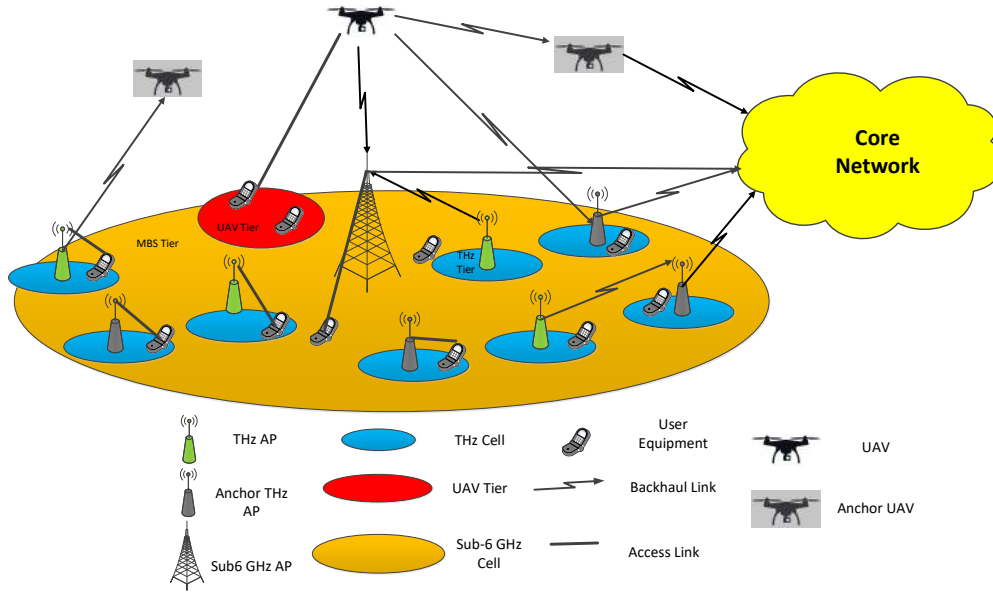 Core
Network
UAV Tier
MBS Tier
THz
Tier
THz AP
THz Cell
User
Equipment
UAV
Anchor THz
AP
UAV Tier
Backhaul Link
Anchor UAV
Sub6 GHz AP
Sub-6 GHz
Cell
Access Link